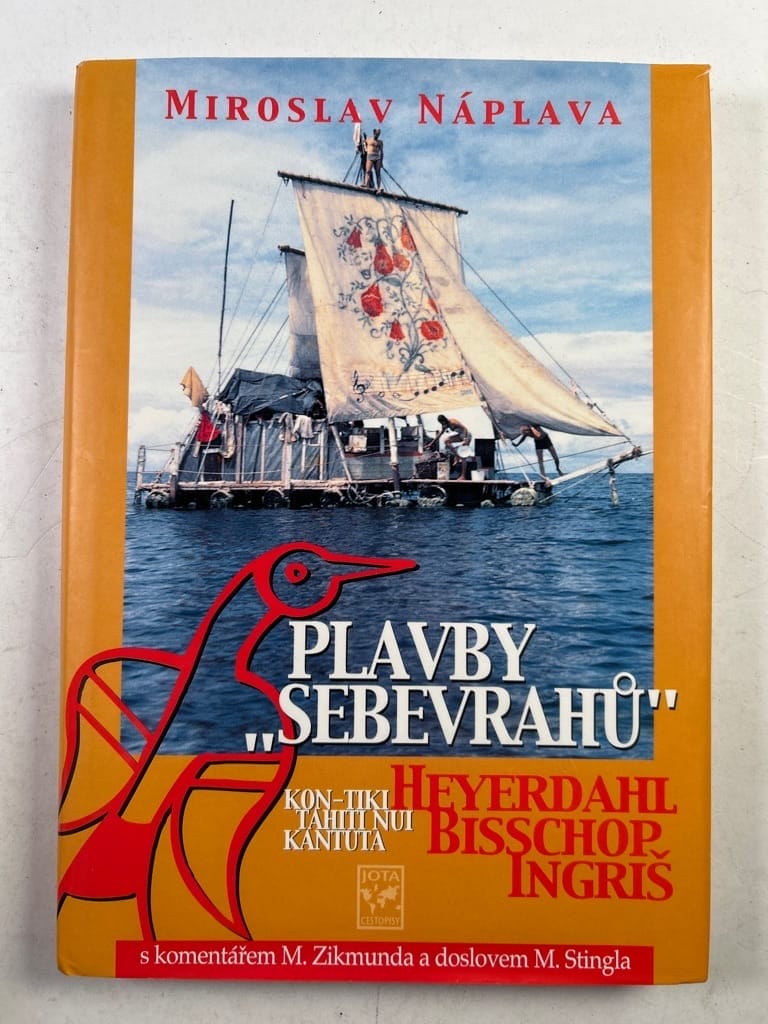 MIROSLAV NÁPLAVA
PLAVBY
„SEBEVRAHŮ"
KON-TIKI HEYERDAHL
TAHITI NUI BISSCHOP
KANTUTA INGRIŠ
JOTA
CESTOPISY
s komentářem M. Zikmunda a doslovem M. Stingla